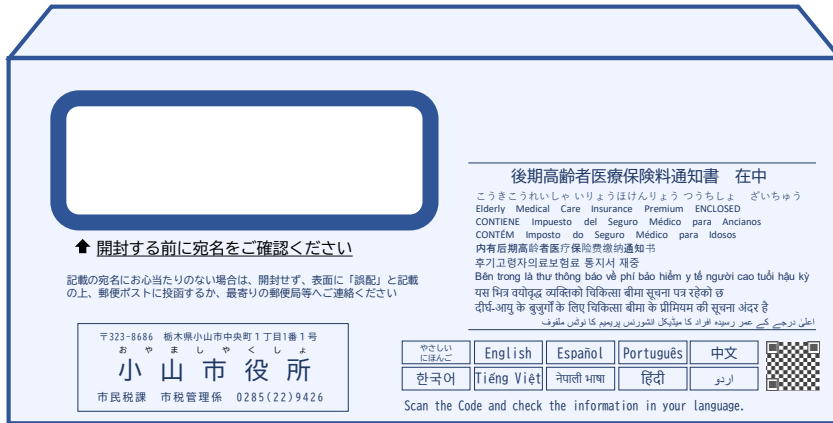 後期高齢者医療保険料通知書　在中
こうきこうれいしゃ いりょうほけんりょう つうちしょ　ざいちゅう
Elderly Medical Care Insurance Premium ENCLOSED
CONTIENE Impuesto del Seguro Médico para Ancianos
CONTÉM Imposto do Seguro Médico para Idosos
内有后期高龄者医疗保险费缴纳通知书
후기고령자의료보험료 통지서 재중
Bên trong là thư thông báo về phí bảo hiểm y tế người cao tuổi hậu kỳ
यस भित्र वयोवृद्ध व्यक्तिको चिकित्सा बीमा सूचना पत्र रहेको छ
दीर्घ-आयु के बुजुर्गों के लिए चिकित्सा बीमा के प्रीमियम की सूचना अंदर है
اعلیٰ درجے کے عمر رسیدہ افراد کا میڈیکل انشورنس پریمیم کا نوٹس ملفوف
⬆ 開封する前に宛名をご確認ください
記載の宛名にお心当たりのない場合は、開封せず、表面に「誤配」と記載
の上、郵便ポストに投函するか、最寄りの郵便局等へご連絡ください
〒323-8686　栃木県小山市中央町１丁目1番１号
おやましやくしょ
小山市役所
市民税課　市税管理係　0285(22)9426
やさしい
にほんご
English
Español
Português
中文
한국어
Tiếng Việt
नेपाली भाषा
हिंदी
اردو
Scan the Code and check the information in your language.